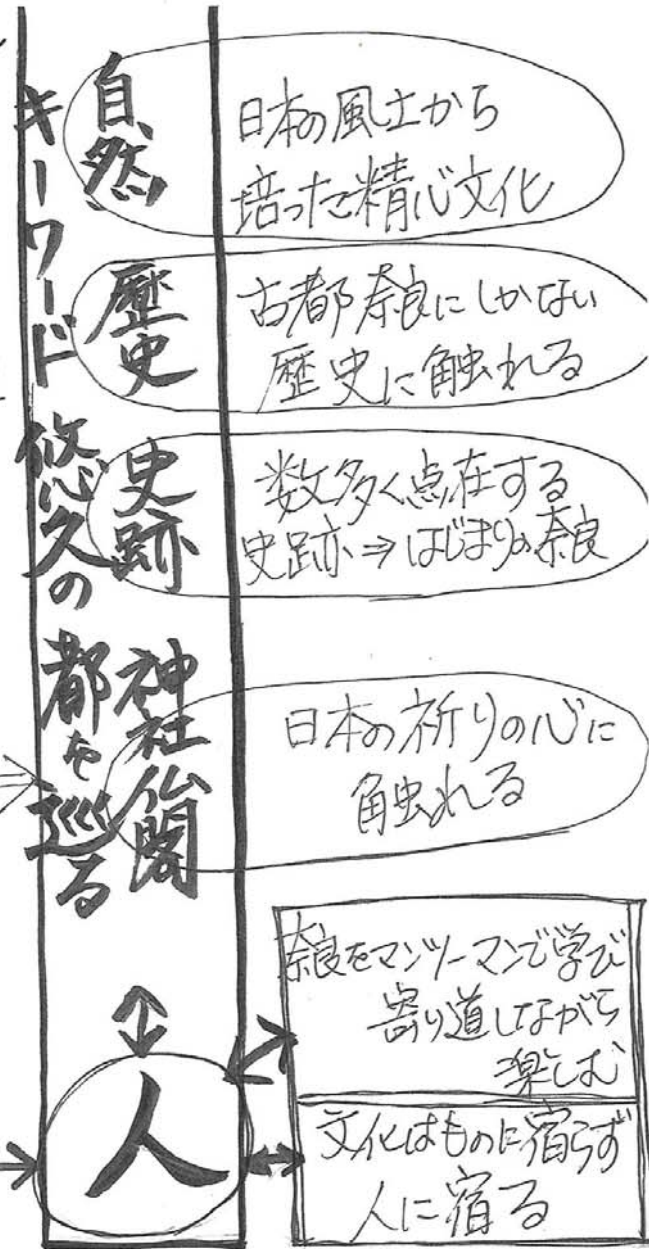 キーワード 悠久の都を巡る
自然
日本の風土から
培った精心文化
歴史
古都奈良にしかない
歴史に触れる
史跡
数多く点在する
史跡⇒はじまりの奈良
神社仏閣
日本の祈りの心に
触れる
人
奈良をマンツーマンで学び
寄り道しながら
楽しむ
文化はものに宿らず
人に宿る